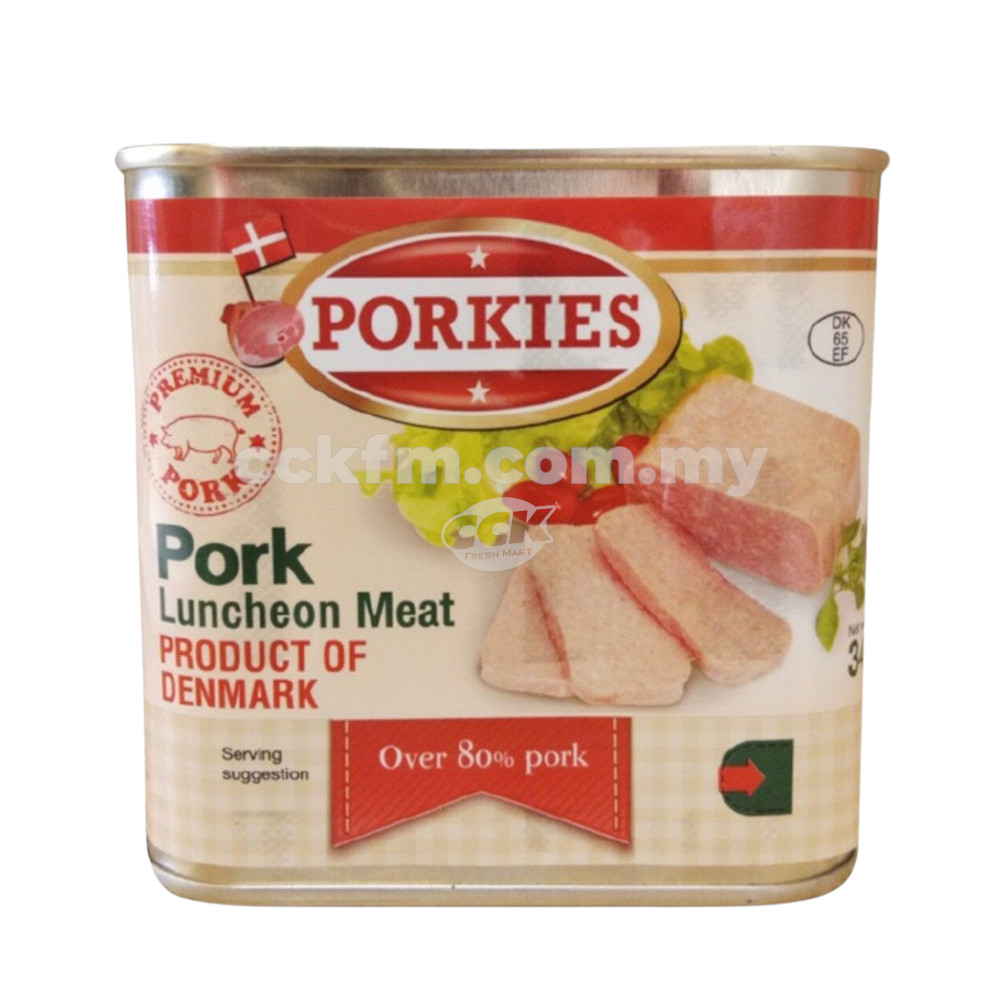 PORKIES
DK
65
EF
PREMIUM
PORK
cckfm.com.my
CCK
FRESH MART
Pork
Luncheon Meat
PRODUCT OF
DENMARK
Serving
suggestion
Over 80% pork